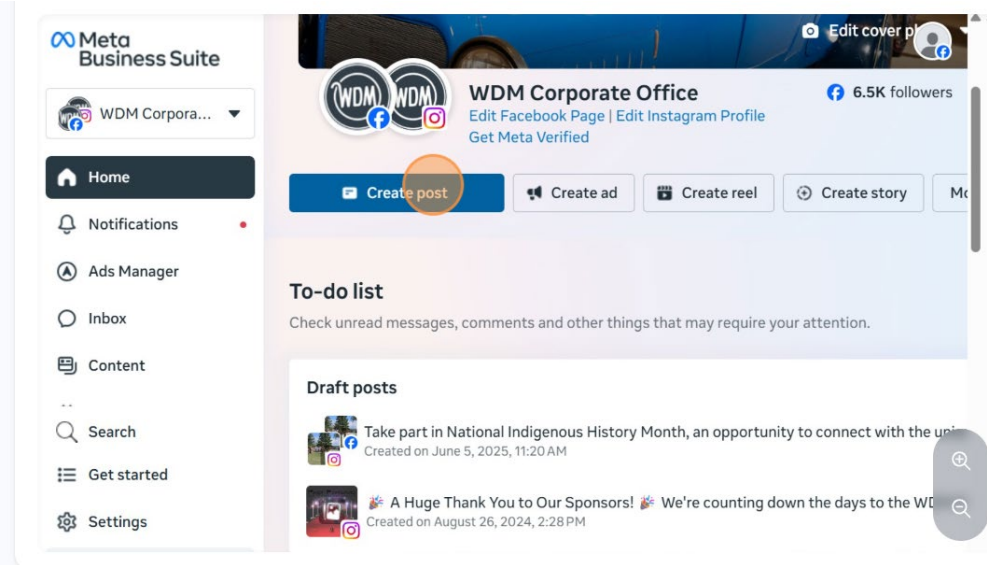 Meta
Business Suite
WDM Corpora...
Home
Notifications
Ads Manager
Inbox
Content
Search
Get started
Settings
Edit cover
WDM WDM
WDM Corporate Office
6.5K followers
Edit Facebook Page | Edit Instagram Profile
Get Meta Verified
Create post
Create ad
Create reel
Create story
To-do list
Check unread messages, comments and other things that may require your attention.
Draft posts
Take part in National Indigenous History Month, an opportunity to connect with the
Created on June 5, 2025, 11:20 AM
🎉 A Huge Thank You to Our Sponsors! 🎉 We're counting down the days to the
Created on August 26, 2024, 2:28 PM